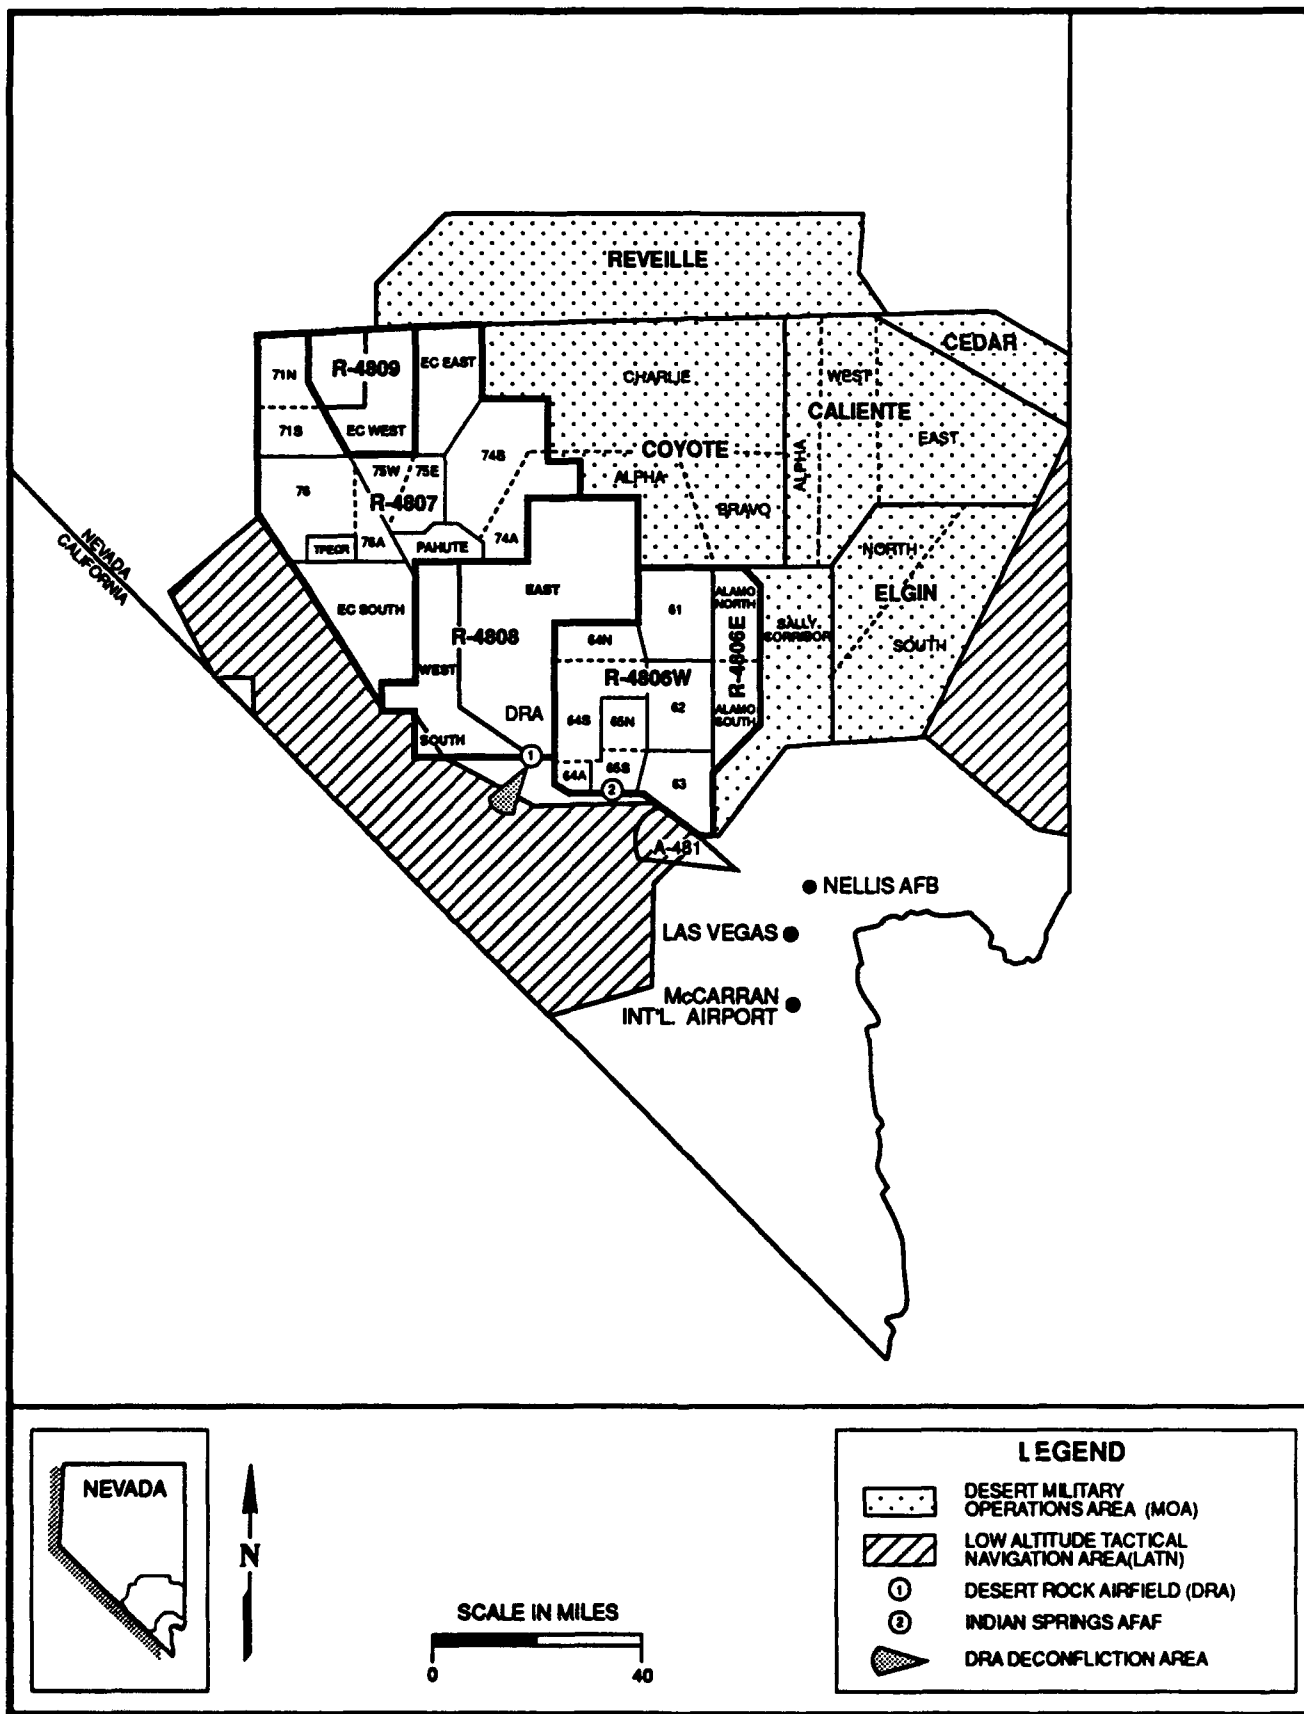 REVEILLE
CEDAR
71N
R-4809
EC EAST
CHARLIE
WEST
CALIENTE
71S
EC WEST
EAST
COYOTE
74B
75W
75E
ALPHA
ALPHA
76
R-4807
BRAVO
TPECR
76A
PAHUTE
74A
NORTH
NEVADA
CALIFORNIA
EAST
61
ALAMO
NORTH
ELGIN
EC SOUTH
R-4808
64N
R-4806E
SALLY
CORRIDOR
SOUTH
WEST
R-4806W
DRA
64S
65N
62
ALAMO
SOUTH
SOUTH
1
64A
65S
2
63
A-481
NELLIS AFB
LAS VEGAS
McCARRAN
INT'L. AIRPORT
NEVADA
N
SCALE IN MILES
0 40
LEGEND
DESERT MILITARY
OPERATIONS AREA (MOA)
LOW ALTITUDE TACTICAL
NAVIGATION AREA(LATN)
1 DESERT ROCK AIRFIELD (DRA)
2 INDIAN SPRINGS AFAF
DRA DECONFLICTION AREA